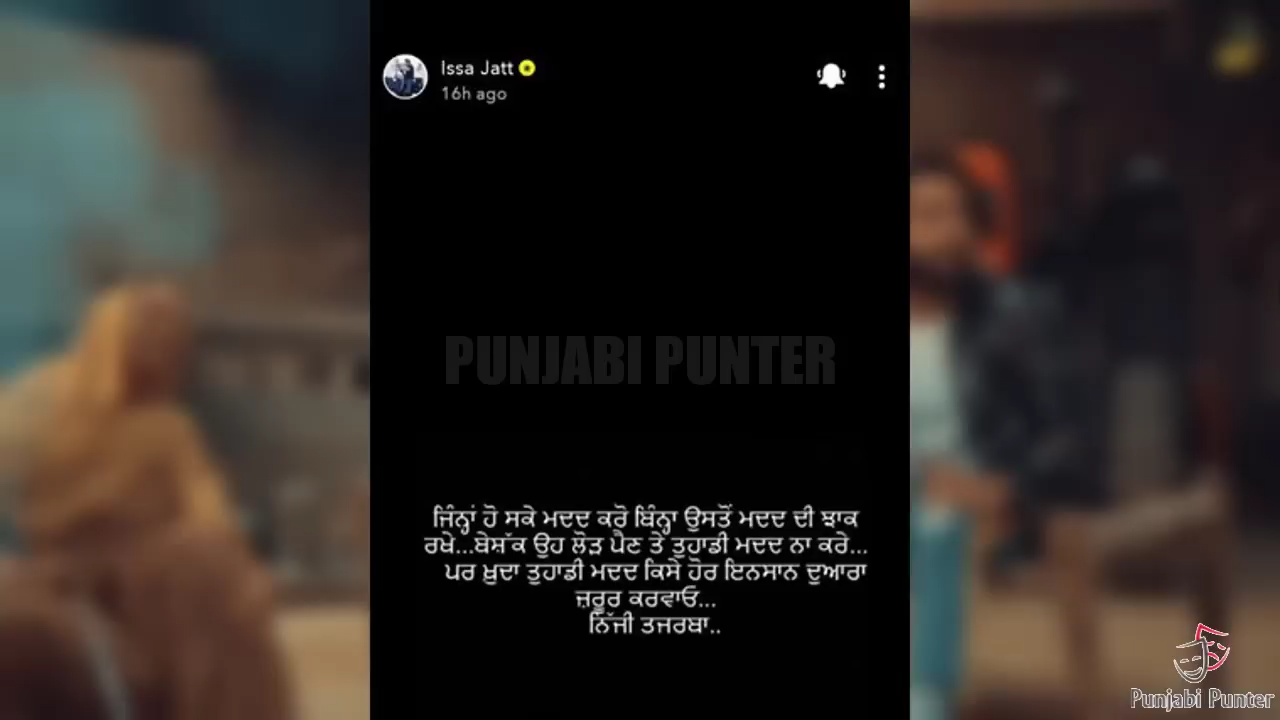 Issa Jatt
16h ago
PUNJABI PUNTER
ਜਿੰਨ੍ਹਾਂ ਹੋ ਸਕੇ ਮਦਦ ਕਰੋ ਬਿੰਨ੍ਹਾ ਉਸਤੋਂ ਮਦਦ ਦੀ ਝਾਕ
ਰਖੇ...ਬੇਸ਼ੱਕ ਉਹ ਲੋੜ ਪੈਣ ਤੇ ਤੁਹਾਡੀ ਮਦਦ ਨਾ ਕਰੇ...
ਪਰ ਖ਼ੁਦਾ ਤੁਹਾਡੀ ਮਦਦ ਕਿਸੇ ਹੋਰ ਇਨਸਾਨ ਦੁਆਰਾ
ਜ਼ਰੂਰ ਕਰਵਾਓ...
ਨਿੱਜੀ ਤਜਰਬਾ..
Punjabi Punter